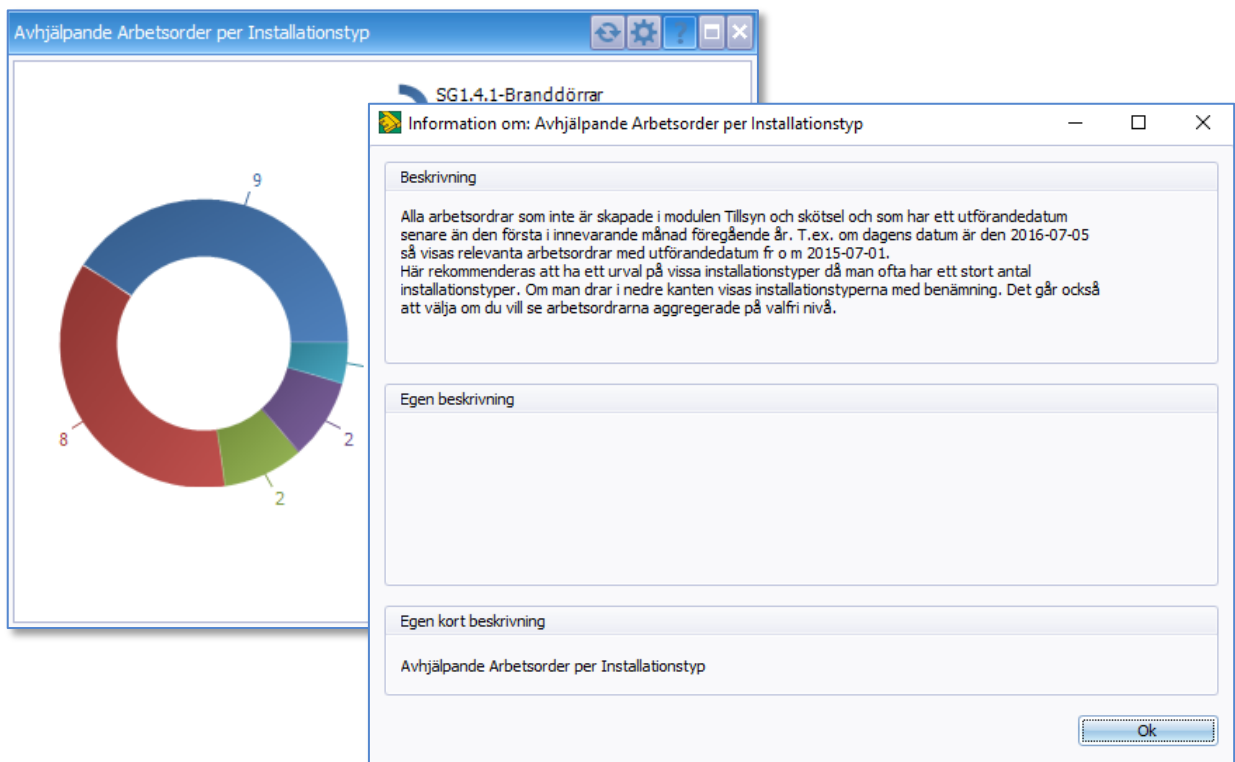 Avhjälpande Arbetsorder per Installationstyp
SG1.4.1-Branddörrar
9
8
2
2
Information om: Avhjälpande Arbetsorder per Installationstyp
Beskrivning
Alla arbetsordrar som inte är skapade i modulen Tillsyn och skötsel och som har ett utförandedatum
senare än den första i innevarande månad föregående år. T.ex. om dagens datum är den 2016-07-05
så visas relevanta arbetsordrar med utförandedatum fr o m 2015-07-01.
Här rekommenderas att ha ett urval på vissa installationstyper då man ofta har ett stort antal
installationstyper. Om man drar i nedre kanten visas installationstyperna med benämning. Det går också
att välja om du vill se arbetsordrarna aggregerade på valfri nivå.
Egen beskrivning
Egen kort beskrivning
Avhjälpande Arbetsorder per Installationstyp
Ok